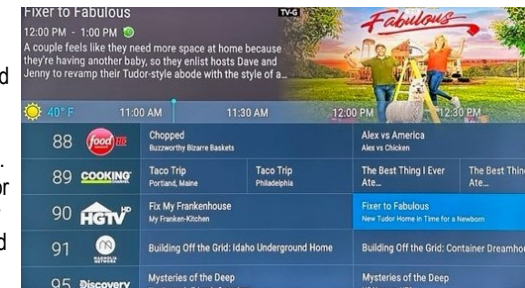 Fixer to Fabulous
TV-G
12:00 PM - 1:00 PM
A couple feels like they need more space at home because
they're having another baby, so they enlist hosts Dave and
Jenny to revamp their Tudor-style abode with the style of a...
Fabulous
40° F 11:00 AM 11:30 AM 12:00 PM 12:30 PM
88 food HD Chopped Alex vs America
Buzzworthy Bizarre Baskets Alex vs Chicken
89 COOKING CHANNEL Taco Trip Taco Trip The Best Thing I Ever The Best Thin
Portland, Maine Philadelphia Ate... Ate...
90 HGTV HD Fix My Frankenhouse Fixer to Fabulous
My Franken-Kitchen New Tudor Home in Time for a Newborn
91 MAGNOLIA NETWORK Building Off the Grid: Idaho Underground Home Building Off the Grid: Container Dreamhou
95 Discovery Mysteries of the Deep Mysteries of the Deep